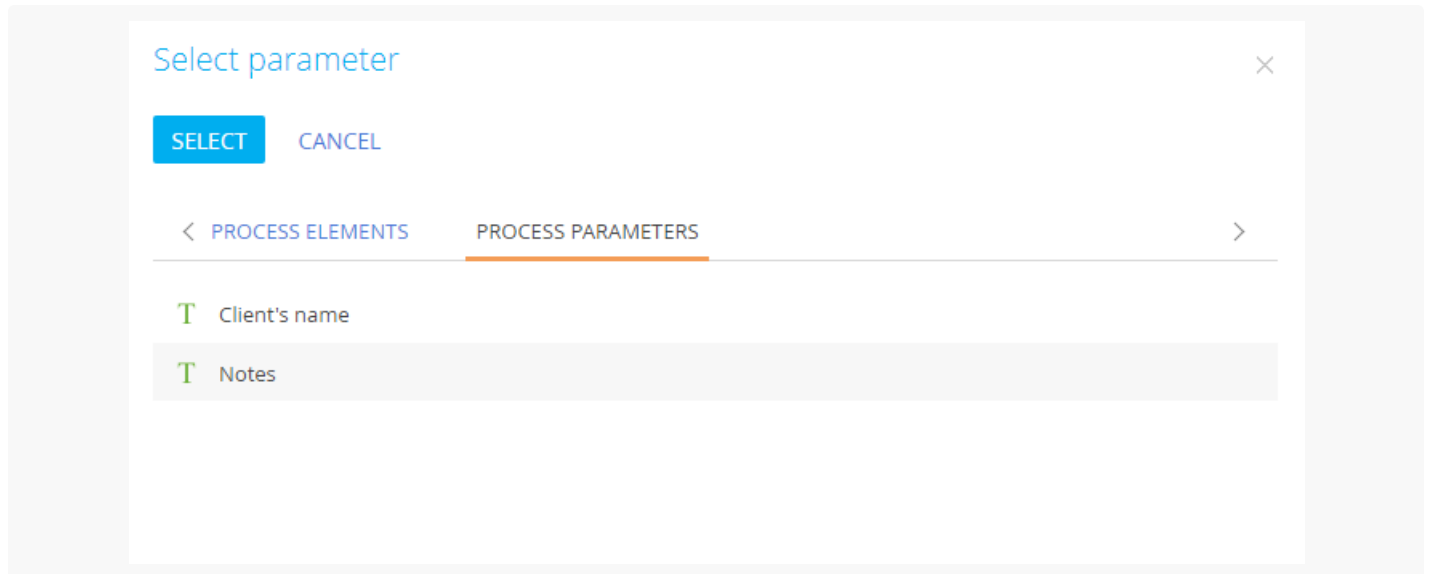 Select parameter
SELECT CANCEL
PROCESS ELEMENTS PROCESS PARAMETERS
T Client's name
T Notes